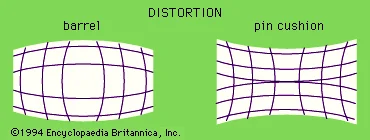 DISTORTION
barrel
pin cushion
©1994 Encyclopaedia Britannica, Inc.